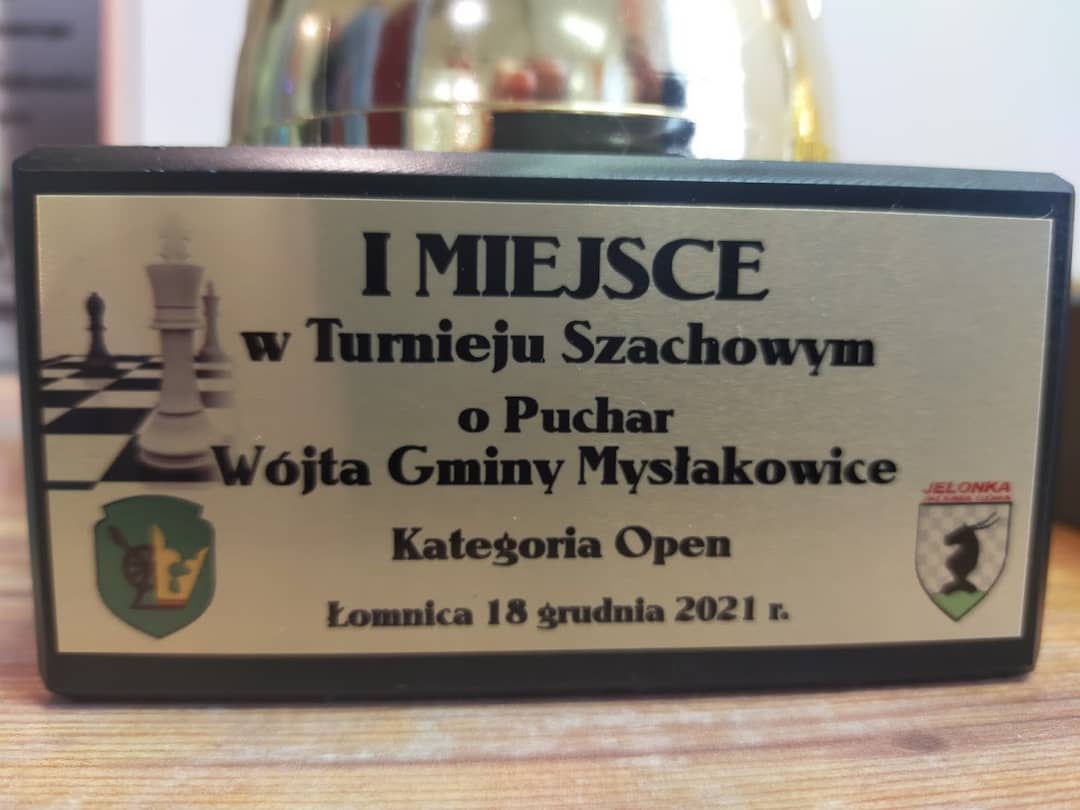 I MIEJSCE
w Turnieju Szachowym
o Puchar
Wójta Gminy Mysłakowice
Kategoria Open
Łomnica 18 grudnia 2021 r.
JELONKA